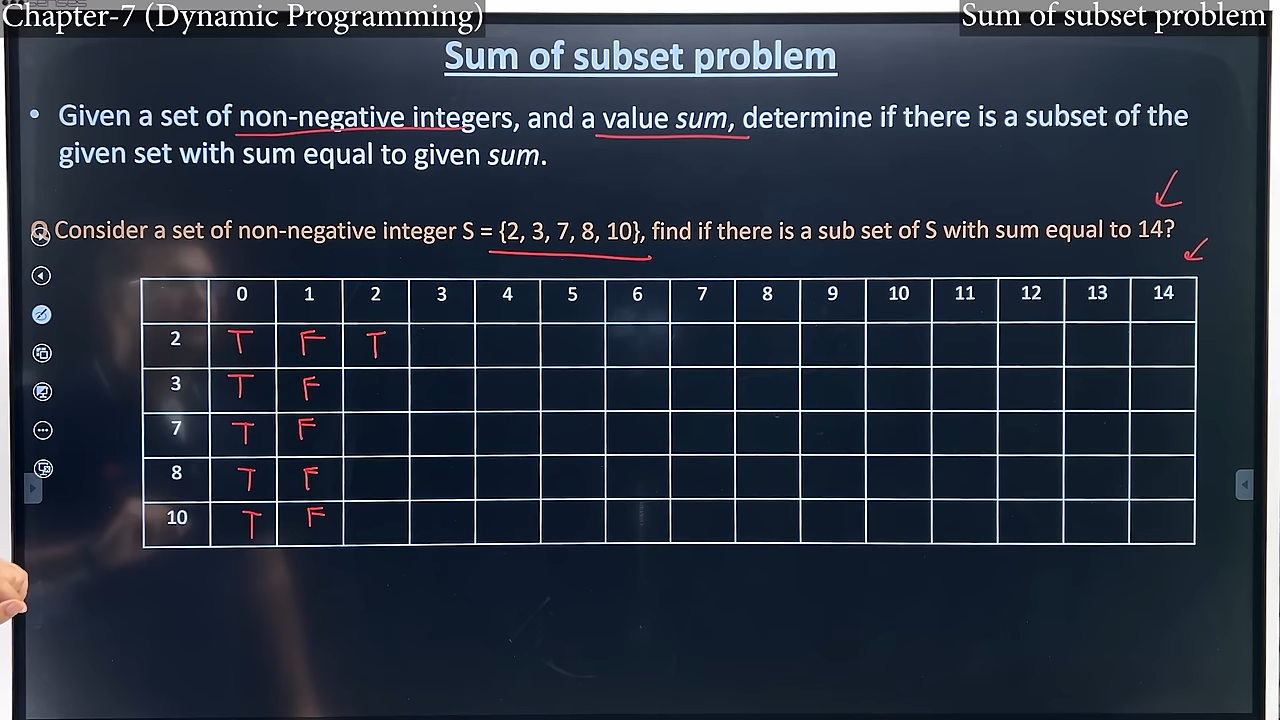 Chapter-7 (Dynamic Programming)
Sum of subset problem
Sum of subset problem
• Given a set of non-negative integers, and a value sum, determine if there is a subset of the
given set with sum equal to given sum.
Consider a set of non-negative integer S = {2, 3, 7, 8, 10}, find if there is a sub set of S with sum equal to 14?
0 1 2 3 4 5 6 7 8 9 10 11 12 13 14
2 T F T
3 T F
7 T F
8 T F
10 T F